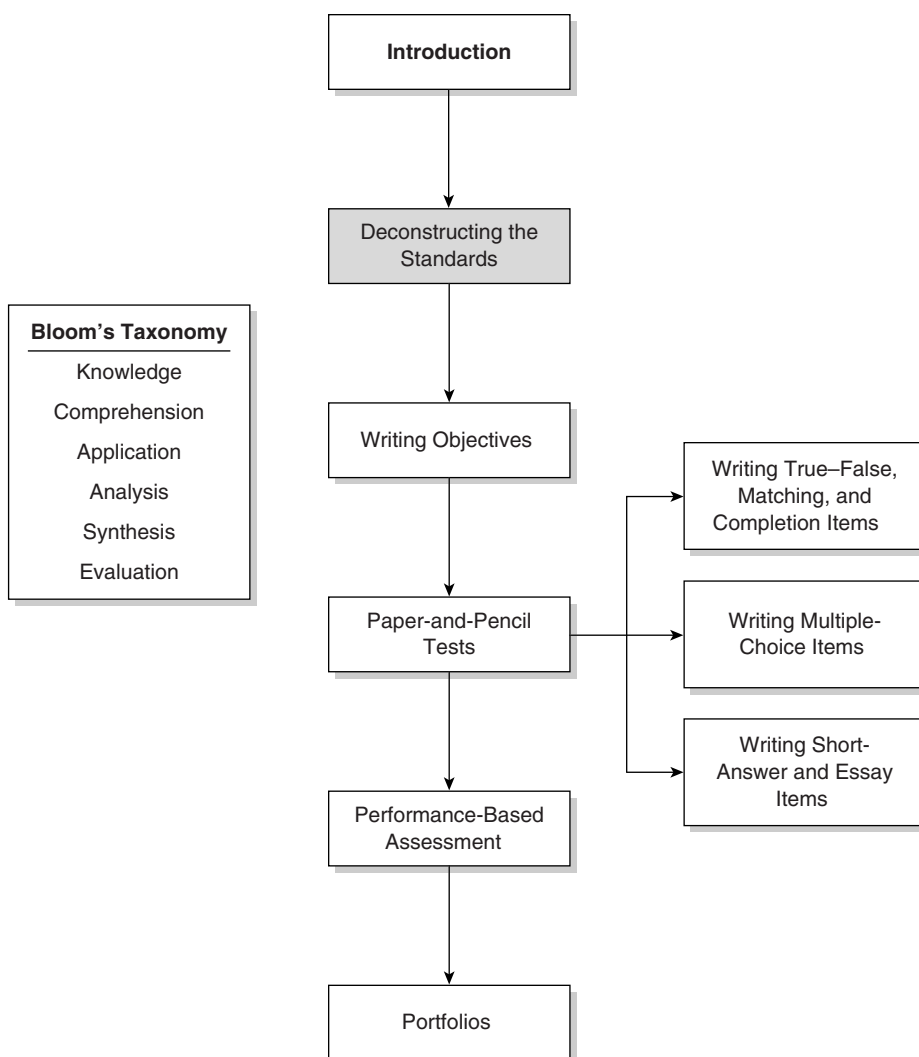 Introduction
Deconstructing the
Standards
Bloom's Taxonomy
Knowledge
Comprehension
Application
Analysis
Synthesis
Evaluation
Writing Objectives
Writing True–False,
Matching, and
Completion Items
Paper-and-Pencil
Tests
Writing Multiple-
Choice Items
Writing Short-
Answer and Essay
Items
Performance-Based
Assessment
Portfolios